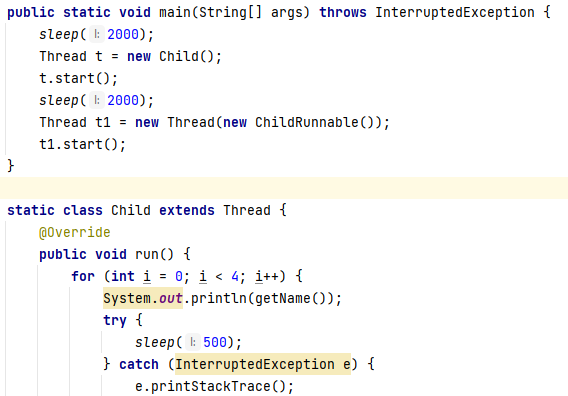 public static void main(String[] args) throws InterruptedException {
sleep( l: 2000);
Thread t = new Child();
t.start();
sleep( l: 2000);
Thread t1 = new Thread(new ChildRunnable());
t1.start();
}
static class Child extends Thread {
@Override
public void run() {
for (int i = 0; i < 4; i++) {
System.out.println(getName());
try {
sleep( l: 500);
} catch (InterruptedException e) {
e.printStackTrace();